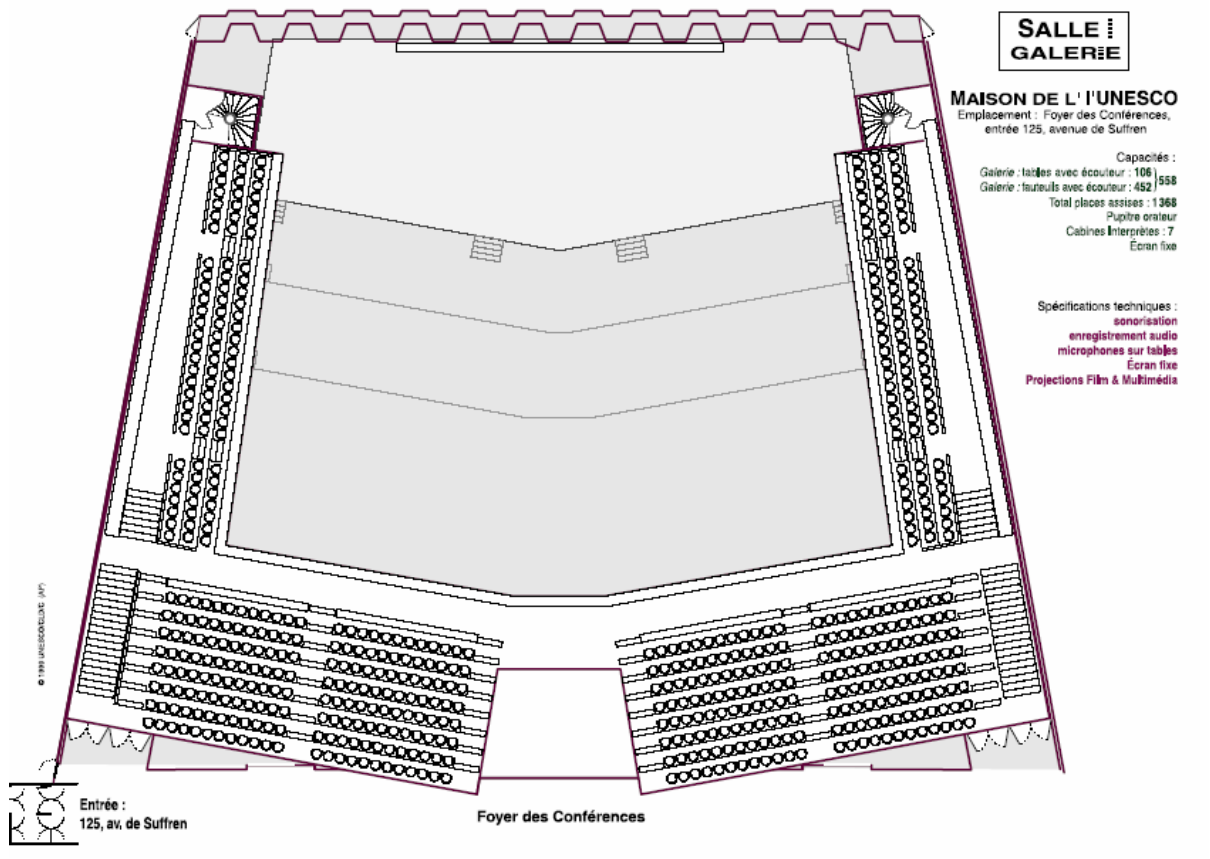 SALLE I
GALERIE
MAISON DE L' l'UNESCO
Emplacement : Foyer des Conférences,
entrée 125, avenue de Suffren
Capacités :
Galerie : tables avec écouteur : 106
Galerie : fauteuils avec écouteur : 452
558
Total places assises : 1368
Pupitre orateur
Cabines Interprètes : 7
Écran fixe
Spécifications techniques :
sonorisation
enregistrement audio
microphones sur tables
Écran fixe
Projections Film & Multimédia
Entrée :
125, av. de Suffren
Foyer des Conférences